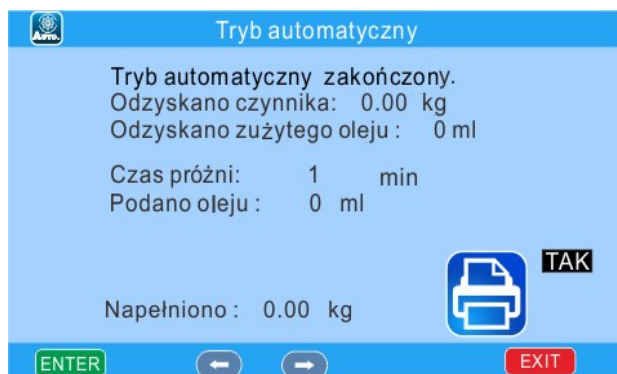 AUTO.
Tryb automatyczny
Tryb automatyczny zakończony.
Odzyskano czynnika: 0.00 kg
Odzyskano zużytego oleju : 0 ml
Czas próżni: 1 min
Podano oleju : 0 ml
TAK
Napełniono : 0.00 kg
ENTER
EXIT